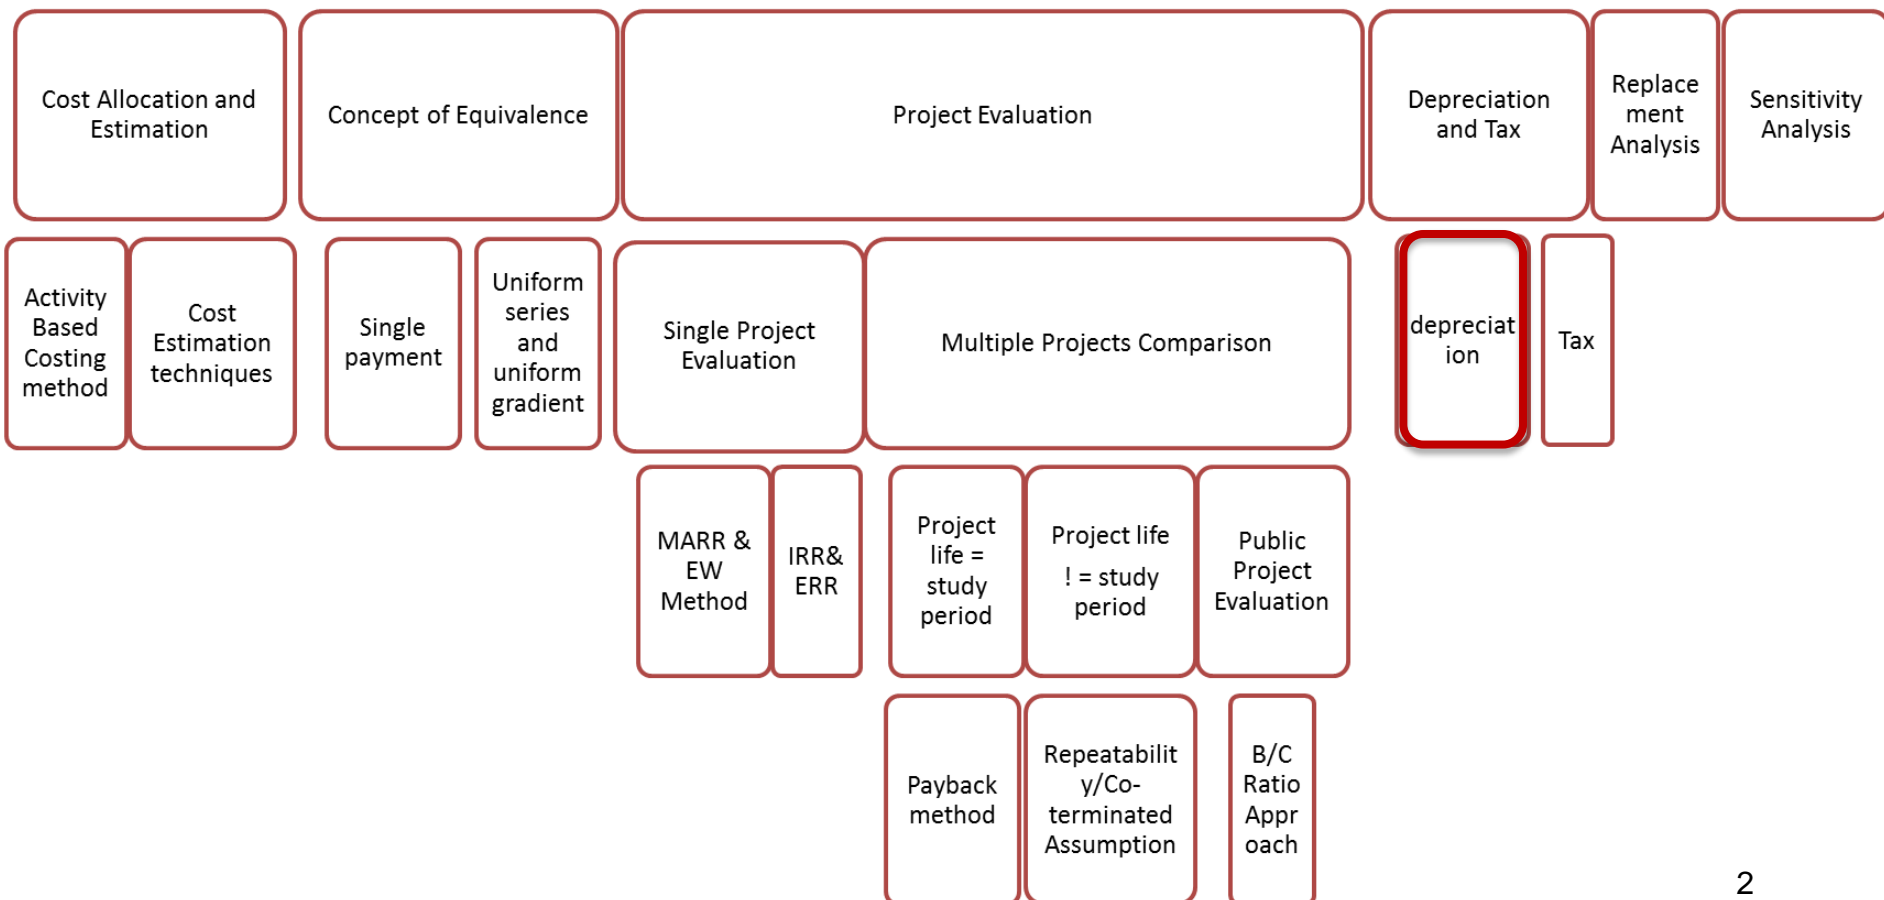 Cost Allocation and
Estimation
Concept of Equivalence
Project Evaluation
Depreciation
and Tax
Replace
ment
Analysis
Sensitivity
Analysis
Activity
Based
Costing
method
Cost
Estimation
techniques
Single
payment
Uniform
series
and
uniform
gradient
Single Project
Evaluation
Multiple Projects Comparison
depreciat
ion
Tax
MARR &
EW
Method
IRR&
ERR
Project
life =
study
period
Project life
! = study
period
Public
Project
Evaluation
Payback
method
Repeatabilit
y/Co-
terminated
Assumption
B/C
Ratio
Appr
oach
2